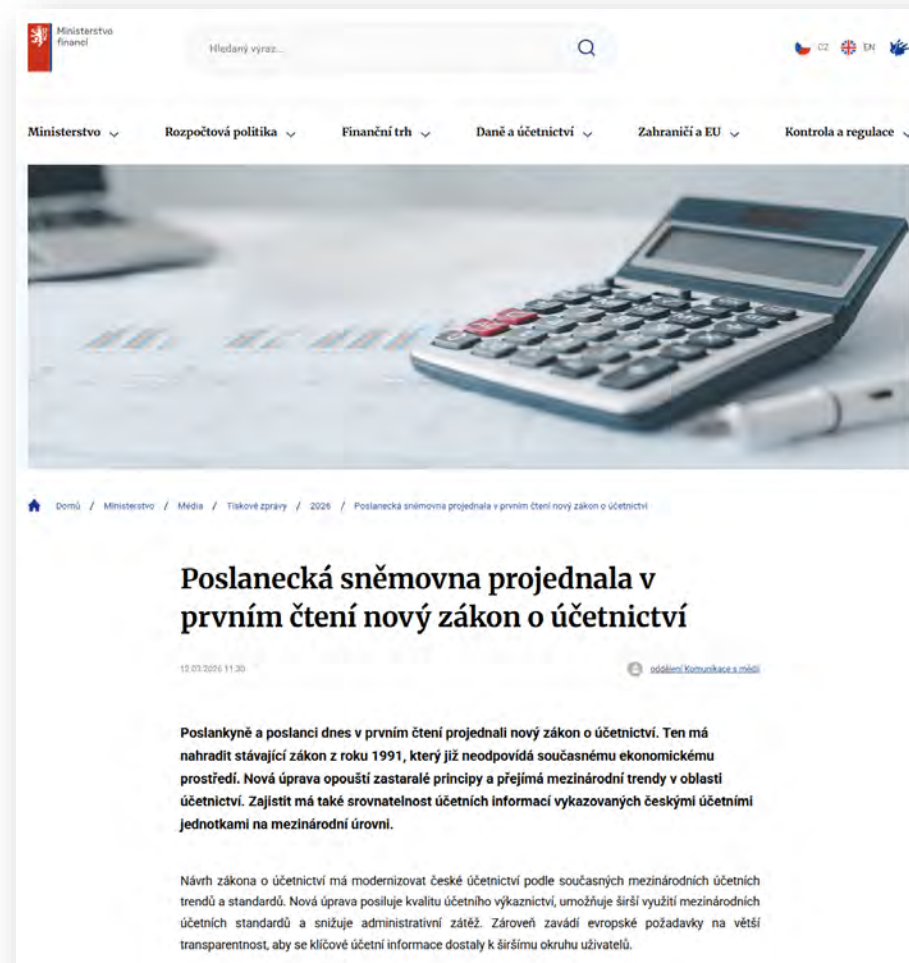 Ministerstvo
financí
Hledaný výraz...
CZ EN
Ministerstvo Rozpočtová politika Finanční trh Daně a účetnictví Zahraničí a EU Kontrola a regulace
Domů / Ministerstvo / Média / Tiskové zprávy / 2026 / Poslanecká sněmovna projednala v prvním čtení nový zákon o účetnictví
Poslanecká sněmovna projednala v
prvním čtení nový zákon o účetnictví
12.03.2026 11.30 oddělení Komunikace s médii
Poslankyně a poslanci dnes v prvním čtení projednali nový zákon o účetnictví. Ten má
nahradit stávající zákon z roku 1991, který již neodpovídá současnému ekonomickému
prostředí. Nová úprava opouští zastaralé principy a přejímá mezinárodní trendy v oblasti
účetnictví. Zajistit má také srovnatelnost účetních informací vykazovaných českými účetními
jednotkami na mezinárodní úrovni.
Návrh zákona o účetnictví má modernizovat české účetnictví podle současných mezinárodních účetních
trendů a standardů. Nová úprava posiluje kvalitu účetního výkaznictví, umožňuje širší využití mezinárodních
účetních standardů a snižuje administrativní zátěž. Zároveň zavádí evropské požadavky na větší
transparentnost, aby se klíčové účetní informace dostaly k širšímu okruhu uživatelů.